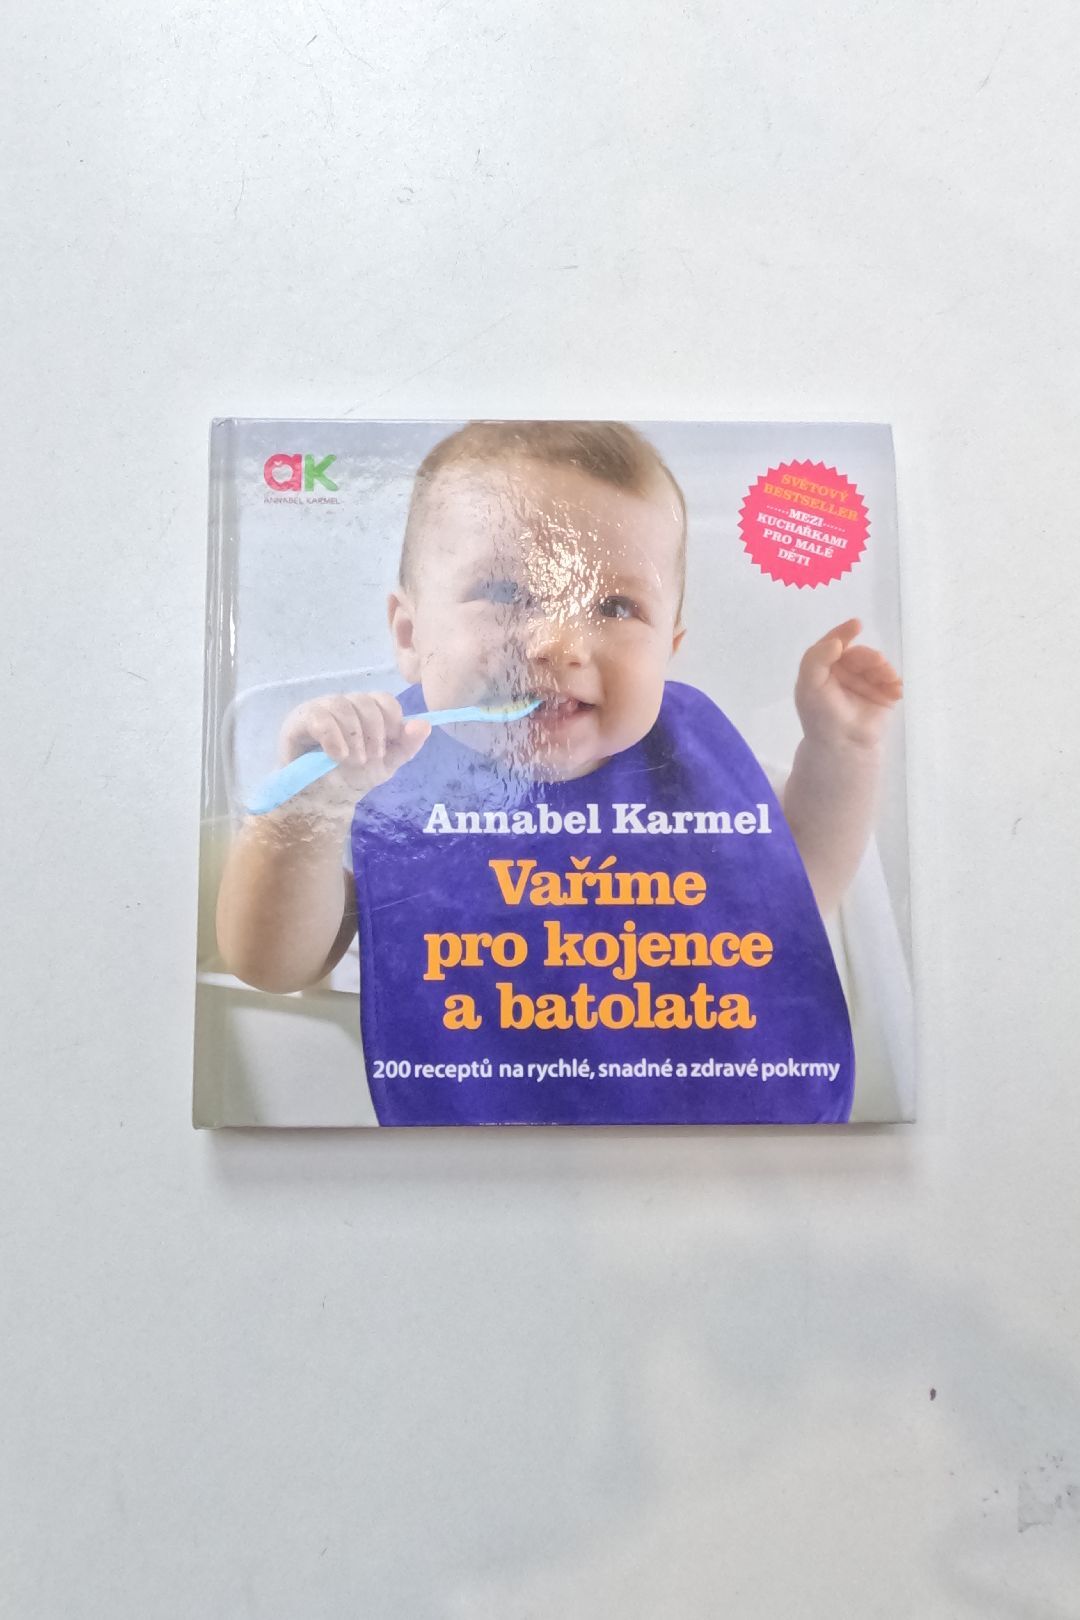 ak
ANNABEL KARMEL
SVĚTOVÝ
BESTSELLER
MEZI
KUCHAŘKAMI
PRO MALÉ
DĚTI
Annabel Karmel
Vaříme
pro kojence
a batolata
200 receptů na rychlé, snadné a zdravé pokrmy